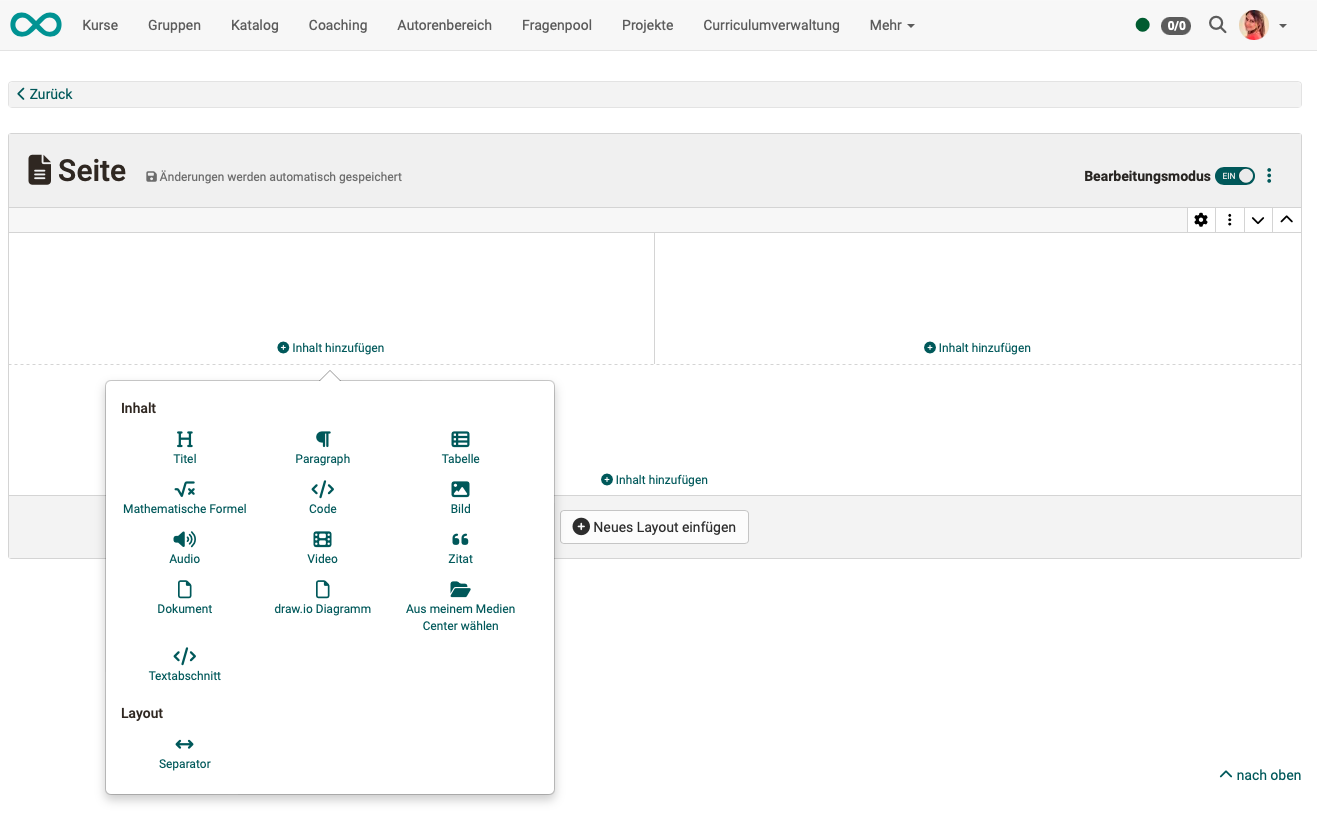 Kurse Gruppen Katalog Coaching Autorenbereich Fragenpool Projekte Curriculumverwaltung Mehr 0/0
Zurück
Seite Änderungen werden automatisch gespeichert Bearbeitungsmodus EIN
Inhalt hinzufügen Inhalt hinzufügen
Inhalt
Titel Paragraph Tabelle
Inhalt hinzufügen
Mathematische Formel Code Bild
Neues Layout einfügen
Audio Video Zitat
Dokument draw.io Diagramm Aus meinem Medien
Center wählen
Textabschnitt
Layout
Separator
nach oben